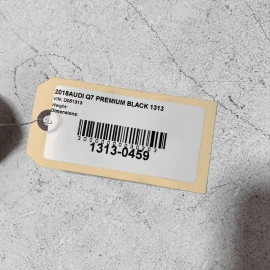 2018AUDI Q7 PREMIUM BLACK 1313
D051313
Weight:
Dimensions:
1313-0459